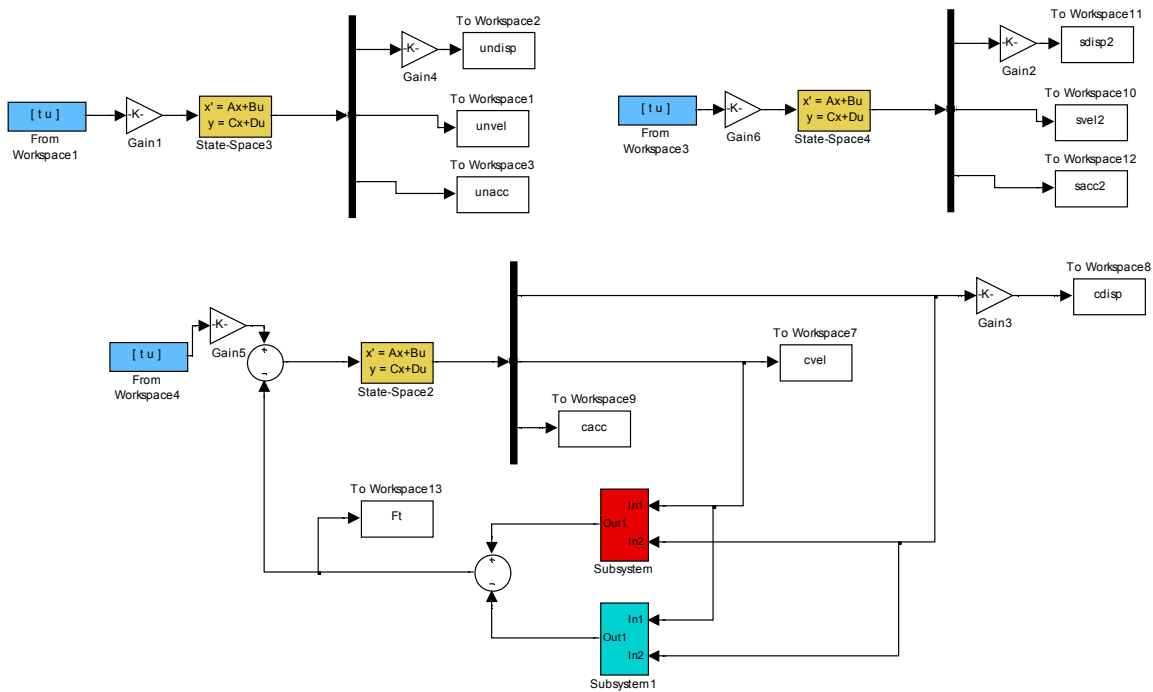 To Workspace2
undisp
-K-
Gain4
[ t u ]
From
Workspace1
-K-
Gain1
x' = Ax+Bu
y = Cx+Du
State-Space3
To Workspace1
unvel
To Workspace3
unacc
To Workspace11
sdisp2
-K-
Gain2
[ t u ]
From
Workspace3
-K-
Gain6
x' = Ax+Bu
y = Cx+Du
State-Space4
To Workspace10
svel2
To Workspace12
sacc2
To Workspace8
cdisp
-K-
Gain3
-K-
Gain5
[ t u ]
From
Workspace4
+
–
x' = Ax+Bu
y = Cx+Du
State-Space2
To Workspace7
cvel
To Workspace9
cacc
To Workspace13
Ft
+
–
In1
Out1
In2
Subsystem
In1
Out1
In2
Subsystem1